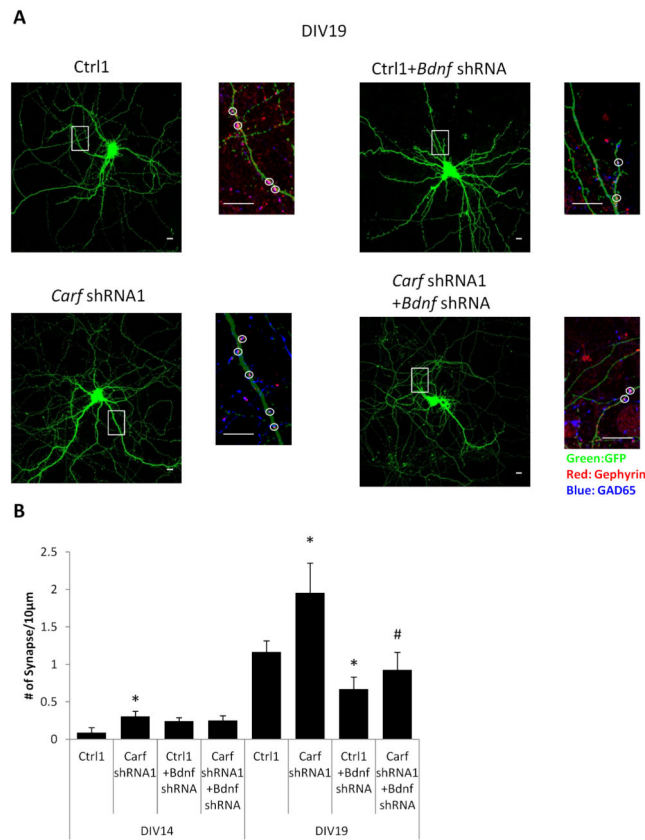 A
DIV19
Ctrl1
Ctrl1+Bdnf shRNA
Carf shRNA1
Carf shRNA1
+Bdnf shRNA
Green:GFP
Red: Gephyrin
Blue: GAD65
B
# of Synapse/10µm
2.5
2
1.5
1
0.5
0
*
*
*
#
Ctrl1
Carf
shRNA1
Ctrl1
+Bdnf
shRNA
Carf
shRNA1
+Bdnf
shRNA
Ctrl1
Carf
shRNA1
Ctrl1
+Bdnf
shRNA
Carf
shRNA1
+Bdnf
shRNA
DIV14
DIV19